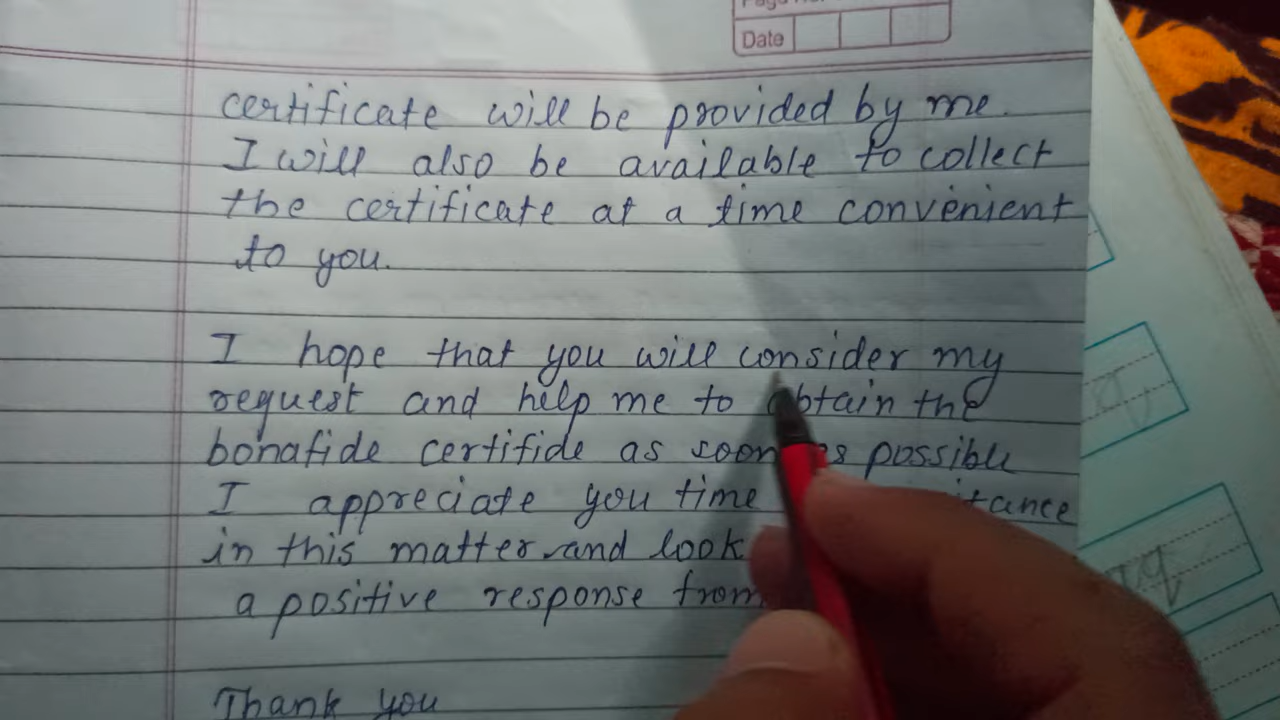 Date
certificate will be provided by me.
I will also be available to collect
the certificate at a time convenient
to you.
I hope that you will consider my
request and help me to obtain the
bonafide certifide as soon as possible
I appreciate you time
in this matter and look
a positive response from
Thank you